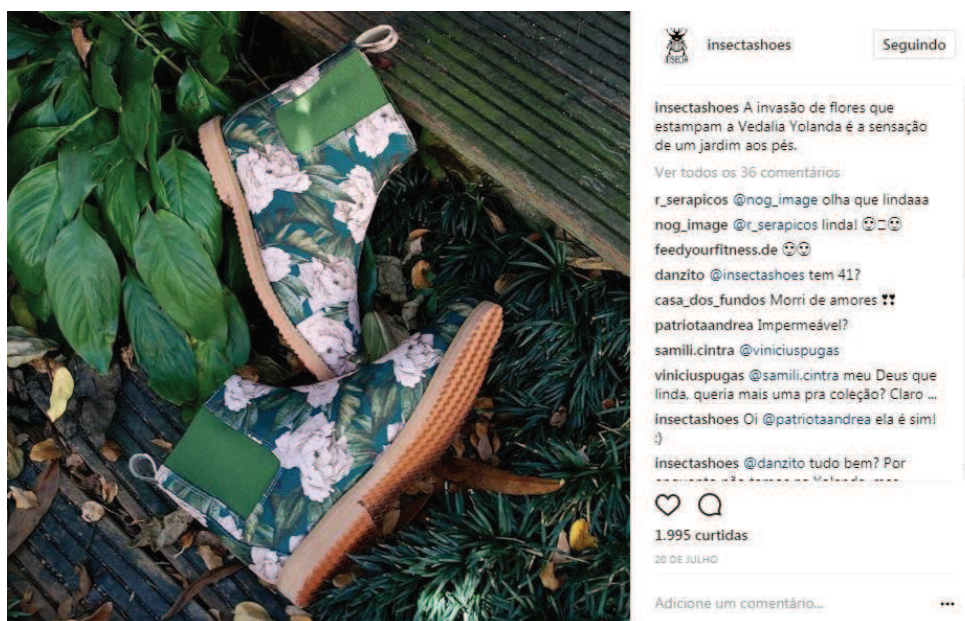 INSECTA
insectashoes
Seguindo
insectashoes A invasão de flores que
estampam a Vedalia Yolanda é a sensação
de um jardim aos pés.
Ver todos os 36 comentários
r_serapicos @nog_image olha que lindaaa
nog_image @r_serapicos linda!
feedyourfitness.de
danzito @insectashoes tem 41?
casa_dos_fundos Morri de amores
patriotaandrea Impermeável?
samili.cintra @viniciuspugas
viniciuspugas @samili.cintra meu Deus que
linda, queria mais uma pra coleção? Claro ...
insectashoes Oi @patriotaandrea ela é sim!
:)
insectashoes @danzito tudo bem? Por
1.995 curtidas
20 DE JULHO
Adicione um comentário...